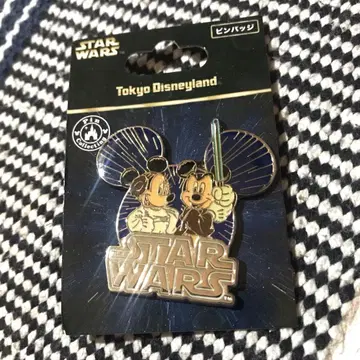 STAR
WARS
ピンバッジ
Tokyo Disneyland
Pin
Collection
STAR
WARS